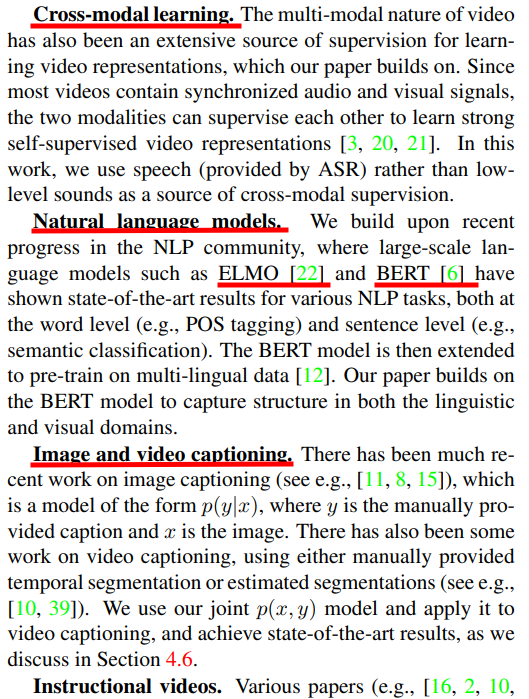 Cross-modal learning. The multi-modal nature of video
has also been an extensive source of supervision for learn-
ing video representations, which our paper builds on. Since
most videos contain synchronized audio and visual signals,
the two modalities can supervise each other to learn strong
self-supervised video representations [3, 20, 21]. In this
work, we use speech (provided by ASR) rather than low-
level sounds as a source of cross-modal supervision.
Natural language models. We build upon recent
progress in the NLP community, where large-scale lan-
guage models such as ELMO [22] and BERT [6] have
shown state-of-the-art results for various NLP tasks, both at
the word level (e.g., POS tagging) and sentence level (e.g.,
semantic classification). The BERT model is then extended
to pre-train on multi-lingual data [12]. Our paper builds on
the BERT model to capture structure in both the linguistic
and visual domains.
Image and video captioning. There has been much re-
cent work on image captioning (see e.g., [11, 8, 15]), which
is a model of the form p(y|x), where y is the manually pro-
vided caption and x is the image. There has also been some
work on video captioning, using either manually provided
temporal segmentation or estimated segmentations (see e.g.,
[10, 39]). We use our joint p(x, y) model and apply it to
video captioning, and achieve state-of-the-art results, as we
discuss in Section 4.6.
Instructional videos. Various papers (e.g., [16, 2, 10,